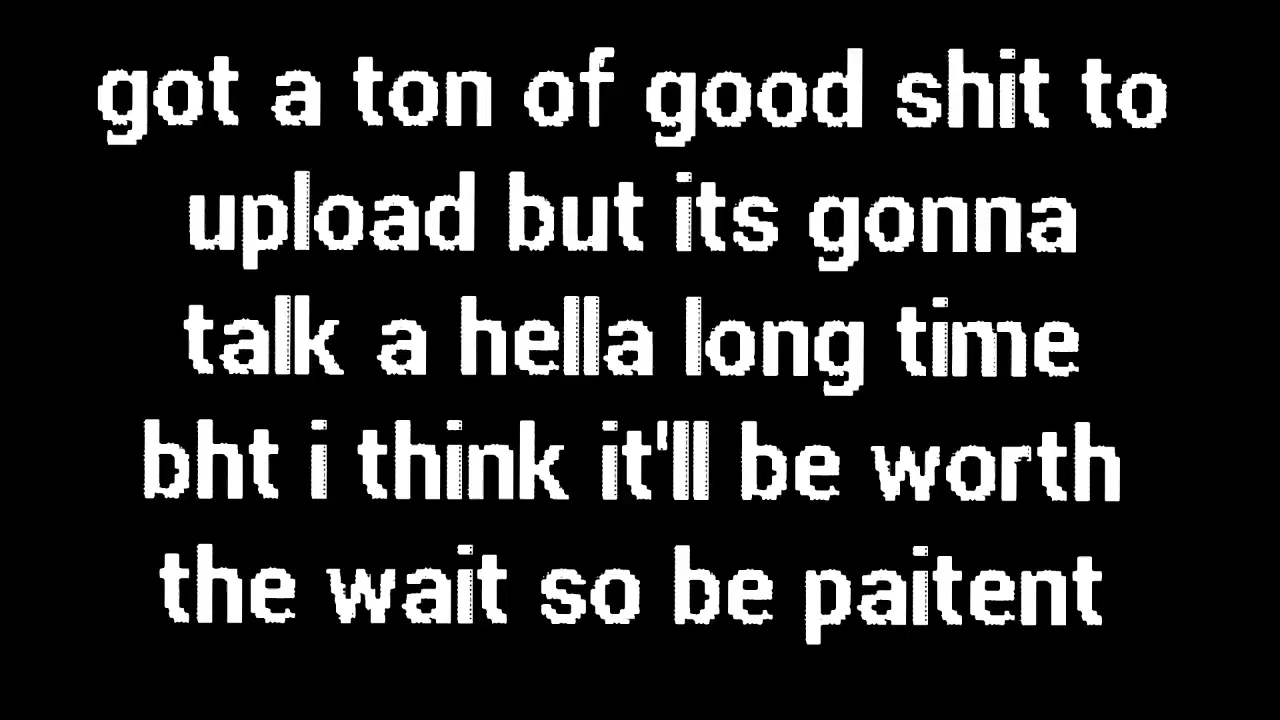 got a ton of good shit to
upload but its gonna
talk a hella long time
bht i think it'll be worth
the wait so be paitent